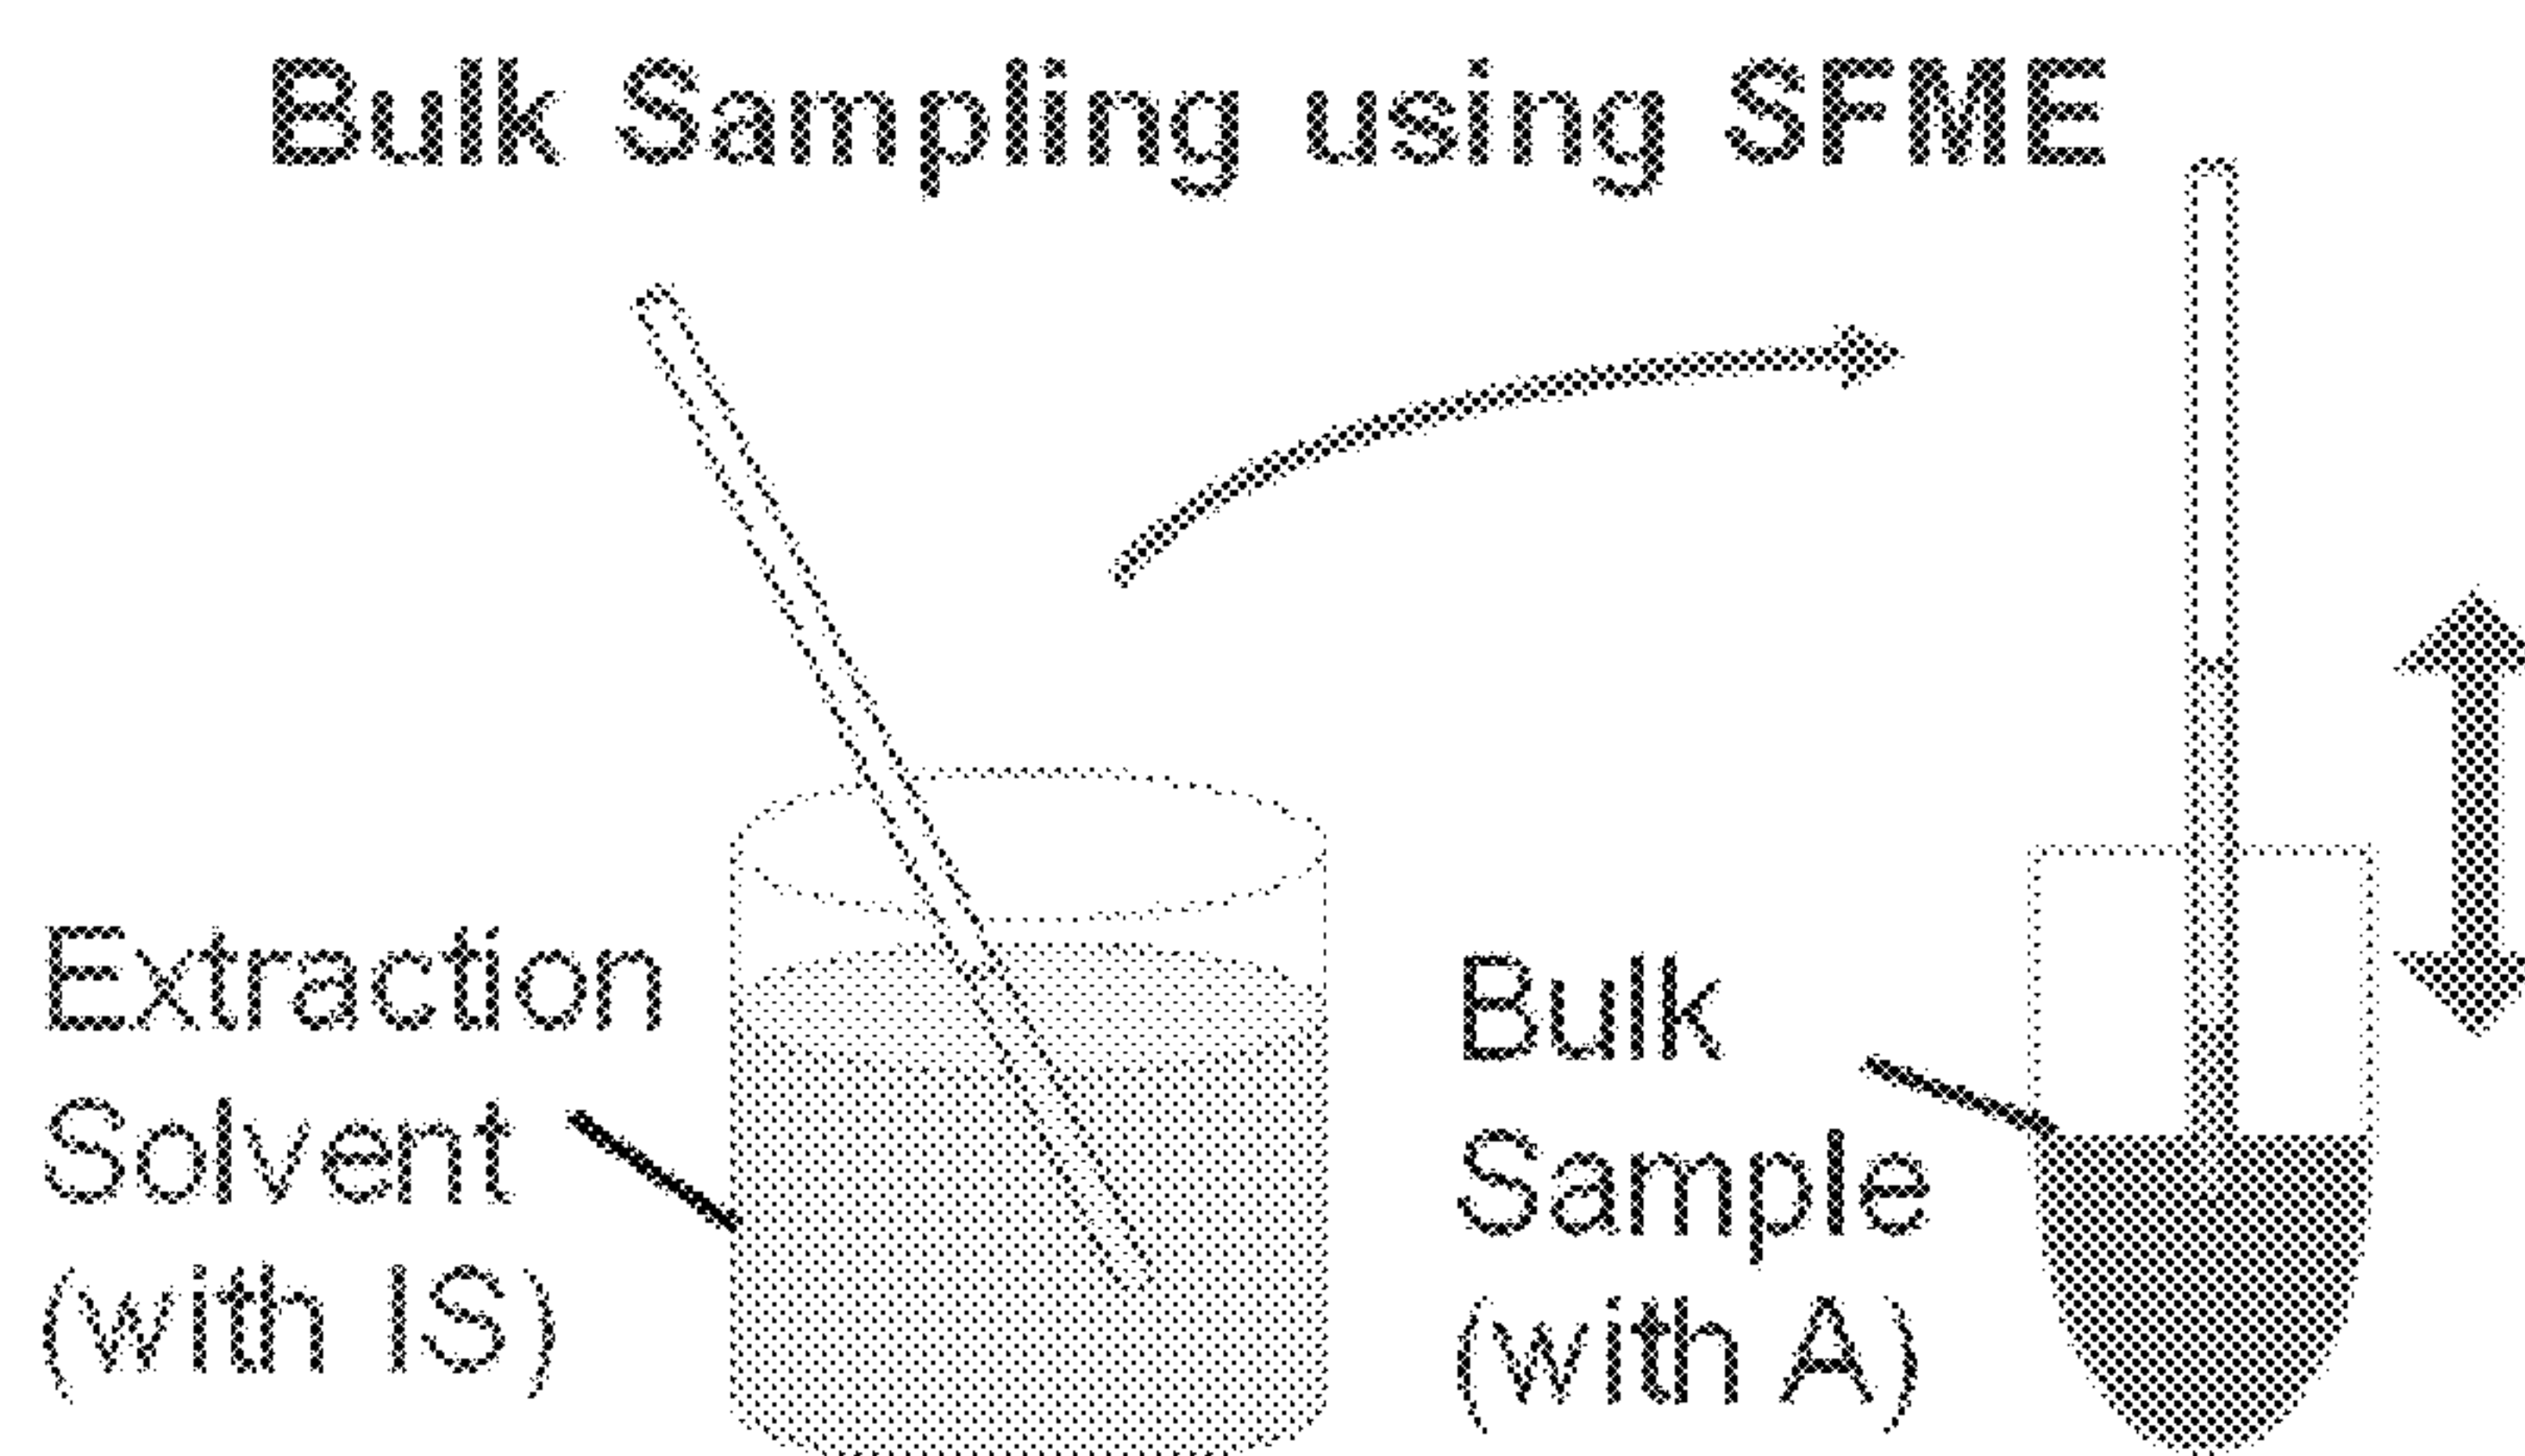 Bulk Sampling using SFME
Extraction
Solvent
(with IS)
Bulk
Sample
(with A)